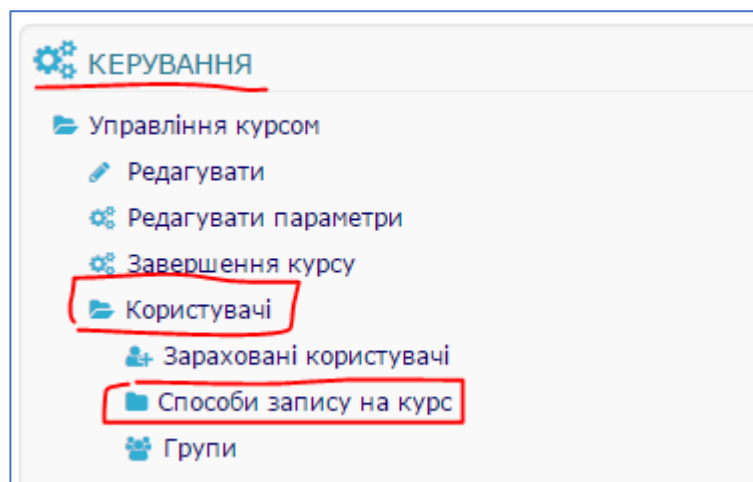 КЕРУВАННЯ
Управління курсом
Редагувати
Редагувати параметри
Завершення курсу
Користувачі
Зараховані користувачі
Способи запису на курс
Групи